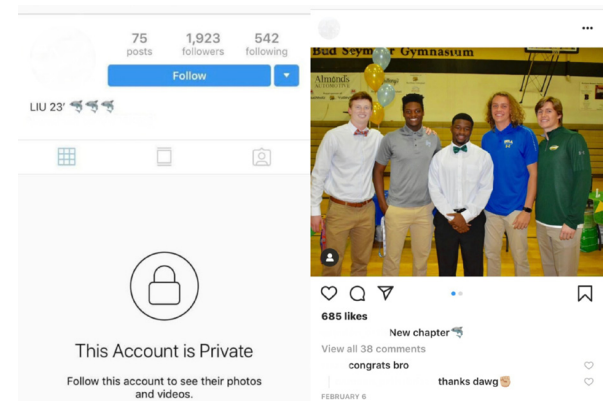 75
1,923
542
posts
followers
following
Follow
LIU 23'
This Account is Private
Follow this account to see their photos
and videos.
Bud Seymour Gymnasium
Almond's
AUTOMOTIVE
685 likes
New chapter
View all 38 comments
congrats bro
thanks dawg
FEBRUARY 6